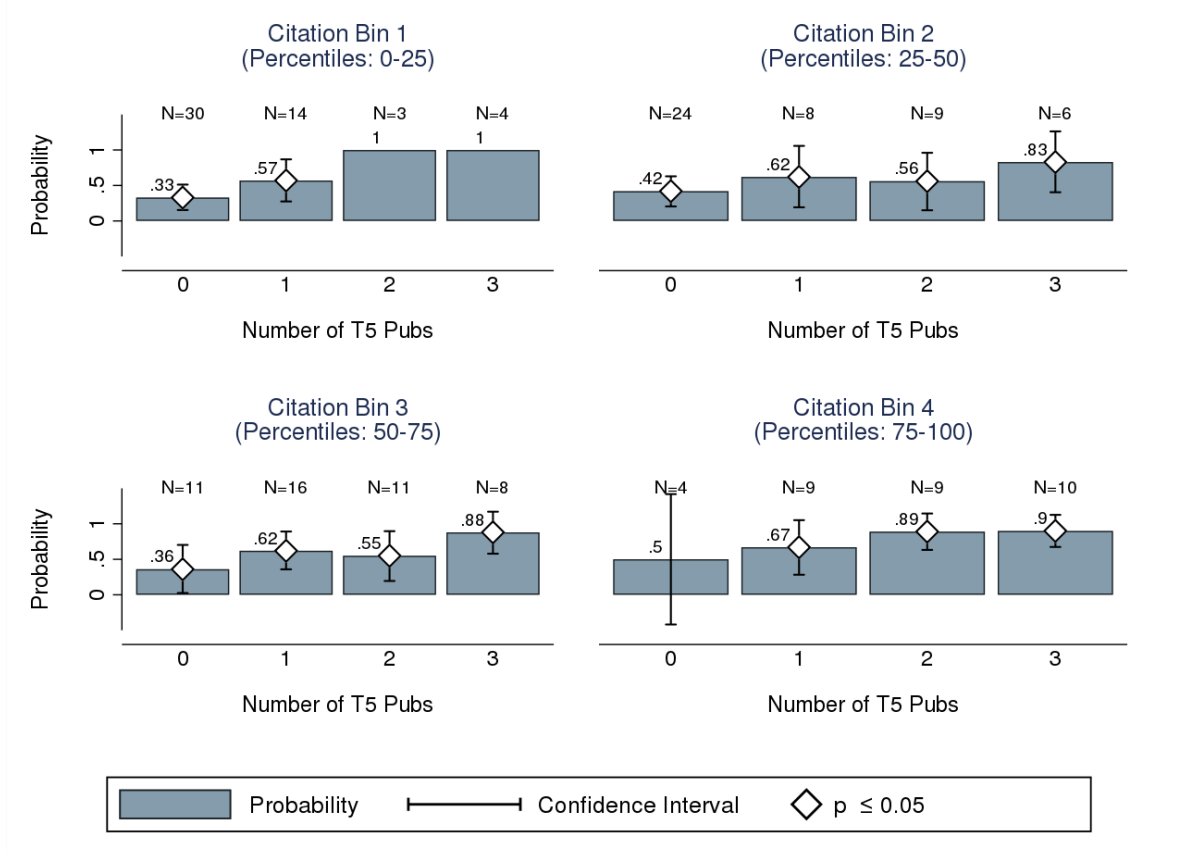 Citation Bin 1
(Percentiles: 0-25)
Probability
N=30 N=14 N=3 N=4
.33 .57 1 1
1
.5
0
0 1 2 3
Number of T5 Pubs
Citation Bin 2
(Percentiles: 25-50)
N=24 N=8 N=9 N=6
.42 .62 .56 .83
0 1 2 3
Number of T5 Pubs
Citation Bin 3
(Percentiles: 50-75)
Probability
N=11 N=16 N=11 N=8
.36 .62 .55 .88
1
.5
0
0 1 2 3
Number of T5 Pubs
Citation Bin 4
(Percentiles: 75-100)
N=4 N=9 N=9 N=10
.5 .67 .89 .9
0 1 2 3
Number of T5 Pubs
Probability Confidence Interval p ≤ 0.05